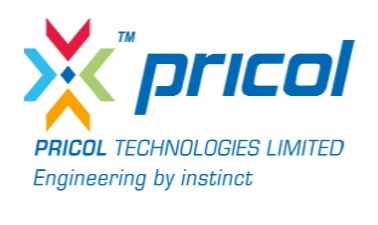 ™ pricol
PRICOL TECHNOLOGIES LIMITED
Engineering by instinct